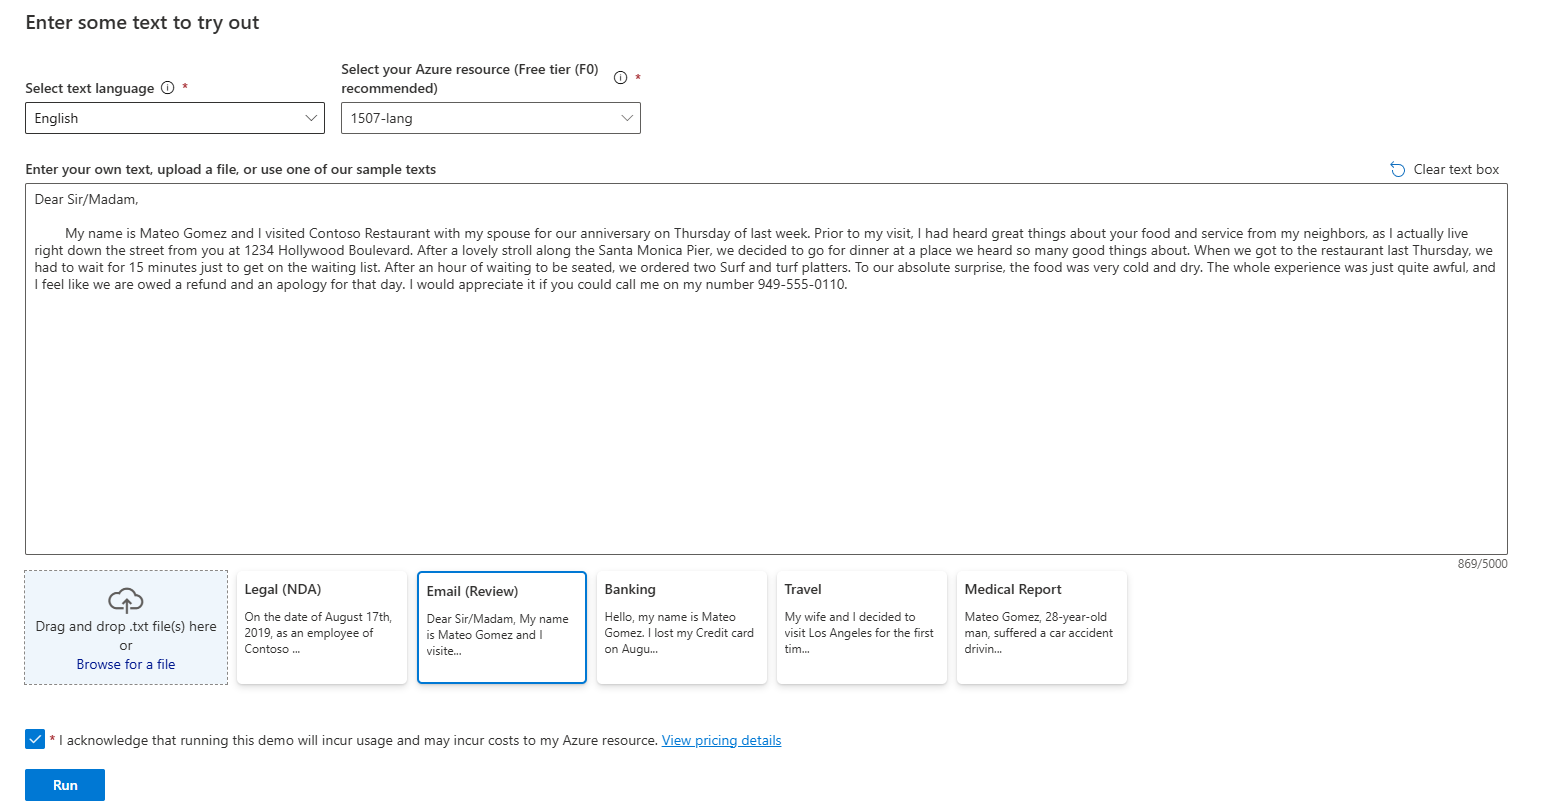 Enter some text to try out
Select text language *
Select your Azure resource (Free tier (F0) recommended) *
English
1507-lang
Enter your own text, upload a file, or use one of our sample texts
Clear text box
Dear Sir/Madam,
My name is Mateo Gomez and I visited Contoso Restaurant with my spouse for our anniversary on Thursday of last week. Prior to my visit, I had heard great things about your food and service from my neighbors, as I actually live
right down the street from you at 1234 Hollywood Boulevard. After a lovely stroll along the Santa Monica Pier, we decided to go for dinner at a place we heard so many good things about. When we got to the restaurant last Thursday, we
had to wait for 15 minutes just to get on the waiting list. After an hour of waiting to be seated, we ordered two Surf and turf platters. To our absolute surprise, the food was very cold and dry. The whole experience was just quite awful, and
I feel like we are owed a refund and an apology for that day. I would appreciate it if you could call me on my number 949-555-0110.
869/5000
Drag and drop .txt file(s) here
or
Browse for a file
Legal (NDA)
On the date of August 17th,
2019, as an employee of
Contoso ...
Email (Review)
Dear Sir/Madam, My name
is Mateo Gomez and I
visite...
Banking
Hello, my name is Mateo
Gomez. I lost my Credit card
on Augu...
Travel
My wife and I decided to
visit Los Angeles for the first
tim...
Medical Report
Mateo Gomez, 28-year-old
man, suffered a car accident
drivin...
* I acknowledge that running this demo will incur usage and may incur costs to my Azure resource. View pricing details
Run